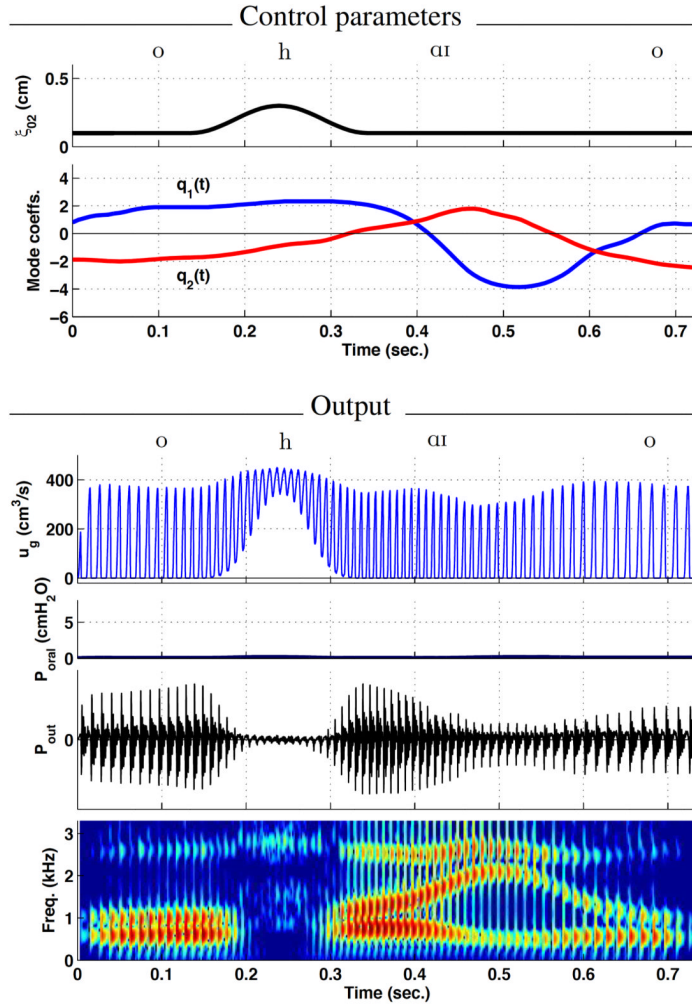 Control parameters
o h ɑɪ o
0.5
0
ξ02 (cm)
4
2
0
−2
−4
−6
Mode coeffs.
q1(t)
q2(t)
0 0.1 0.2 0.3 0.4 0.5 0.6 0.7
Time (sec.)
Output
o h ɑɪ o
400
200
0
ug (cm3/s)
5
0
Poral (cmH2O)
0
Pout
3
2
1
0
Freq. (kHz)
0 0.1 0.2 0.3 0.4 0.5 0.6 0.7
Time (sec.)